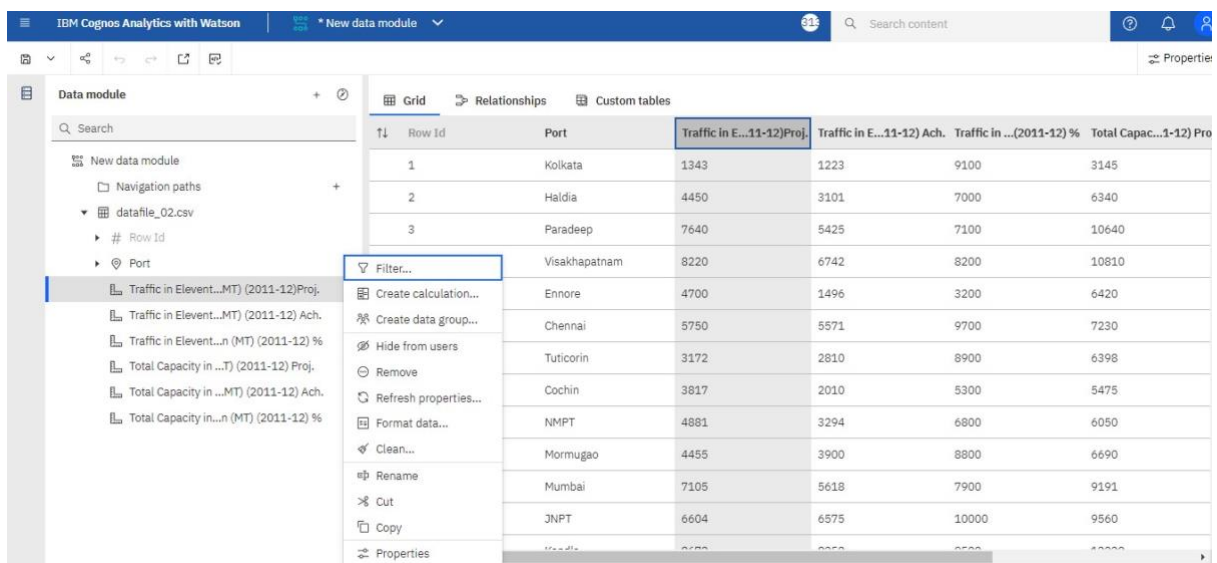 IBM Cognos Analytics with Watson
* New data module
Search content
Properties
Data module
Search
New data module
Navigation paths
datafile_02.csv
# Row Id
Port
Traffic in Elevent...MT) (2011-12)Proj.
Traffic in Elevent...MT) (2011-12) Ach.
Traffic in Elevent...n (MT) (2011-12) %
Total Capacity in ...T) (2011-12) Proj.
Total Capacity in ...MT) (2011-12) Ach.
Total Capacity in...n (MT) (2011-12) %
Filter...
Create calculation...
Create data group...
Hide from users
Remove
Refresh properties...
Format data...
Clean...
Rename
Cut
Copy
Properties
Grid Relationships Custom tables
Row Id Port Traffic in E...11-12)Proj. Traffic in E...11-12) Ach. Traffic in ...(2011-12) % Total Capac...1-12) Pro
1 Kolkata 1343 1223 9100 3145
2 Haldia 4450 3101 7000 6340
3 Paradeep 7640 5425 7100 10640
Visakhapatnam 8220 6742 8200 10810
Ennore 4700 1496 3200 6420
Chennai 5750 5571 9700 7230
Tuticorin 3172 2810 8900 6398
Cochin 3817 2010 5300 5475
NMPT 4881 3294 6800 6050
Mormugao 4455 3900 8800 6690
Mumbai 7105 5618 7900 9191
JNPT 6604 6575 10000 9560